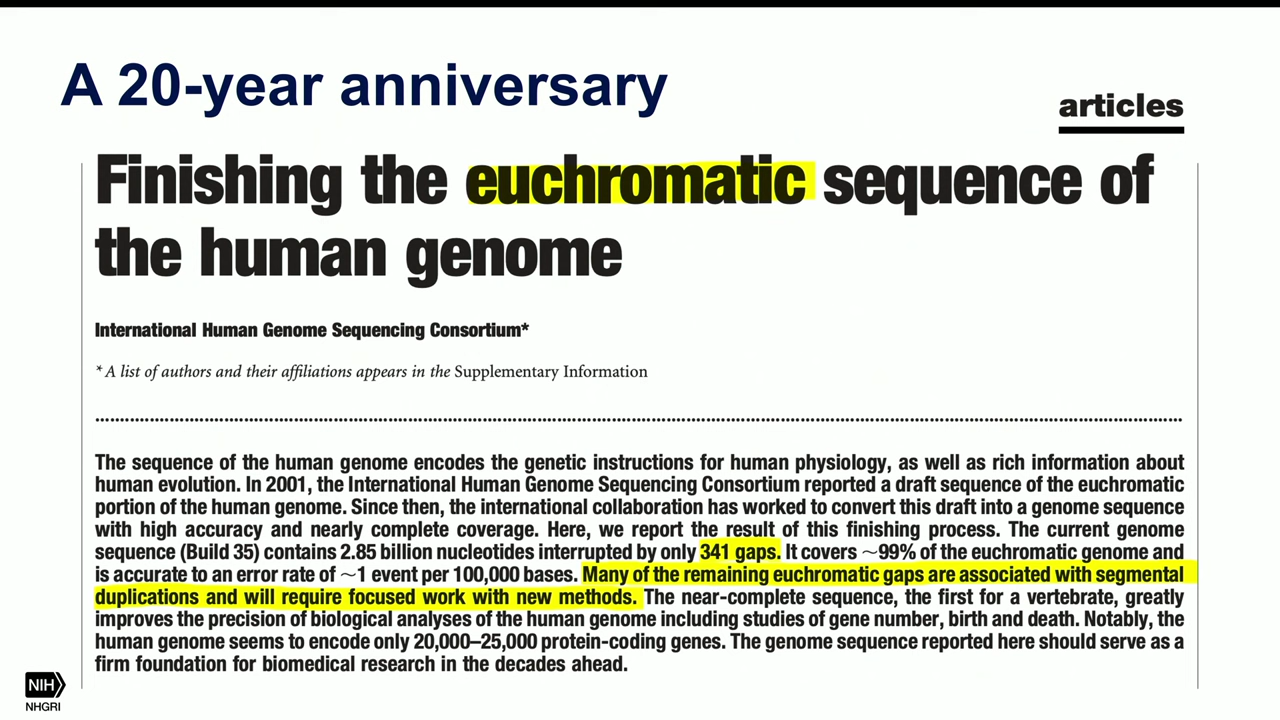 A 20-year anniversary
articles
Finishing the euchromatic sequence of
the human genome
International Human Genome Sequencing Consortium*
* A list of authors and their affiliations appears in the Supplementary Information
The sequence of the human genome encodes the genetic instructions for human physiology, as well as rich information about
human evolution. In 2001, the International Human Genome Sequencing Consortium reported a draft sequence of the euchromatic
portion of the human genome. Since then, the international collaboration has worked to convert this draft into a genome sequence
with high accuracy and nearly complete coverage. Here, we report the result of this finishing process. The current genome
sequence (Build 35) contains 2.85 billion nucleotides interrupted by only 341 gaps. It covers ~99% of the euchromatic genome and
is accurate to an error rate of ~1 event per 100,000 bases. Many of the remaining euchromatic gaps are associated with segmental
duplications and will require focused work with new methods. The near-complete sequence, the first for a vertebrate, greatly
improves the precision of biological analyses of the human genome including studies of gene number, birth and death. Notably, the
human genome seems to encode only 20,000–25,000 protein-coding genes. The genome sequence reported here should serve as a
firm foundation for biomedical research in the decades ahead.
NIH
NHGRI